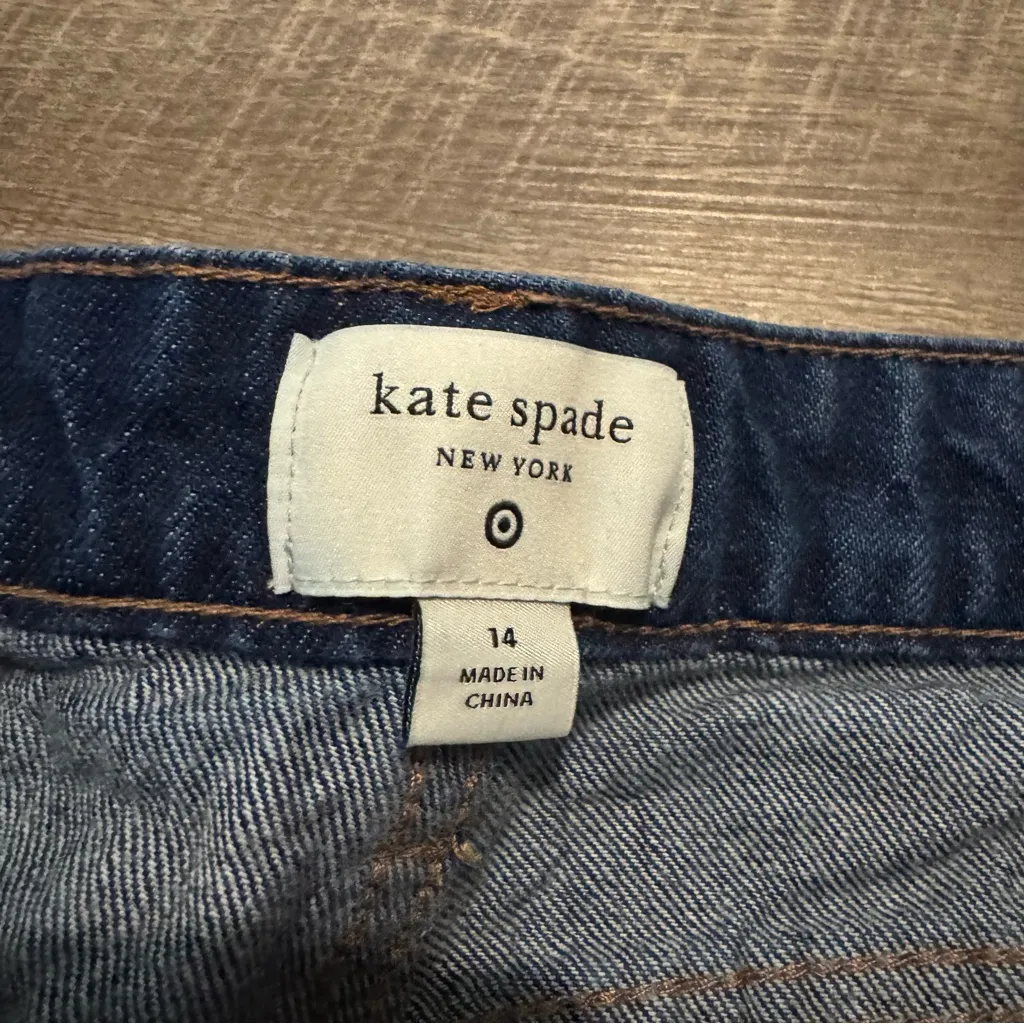 kate spade
NEW YORK
14
MADE IN
CHINA